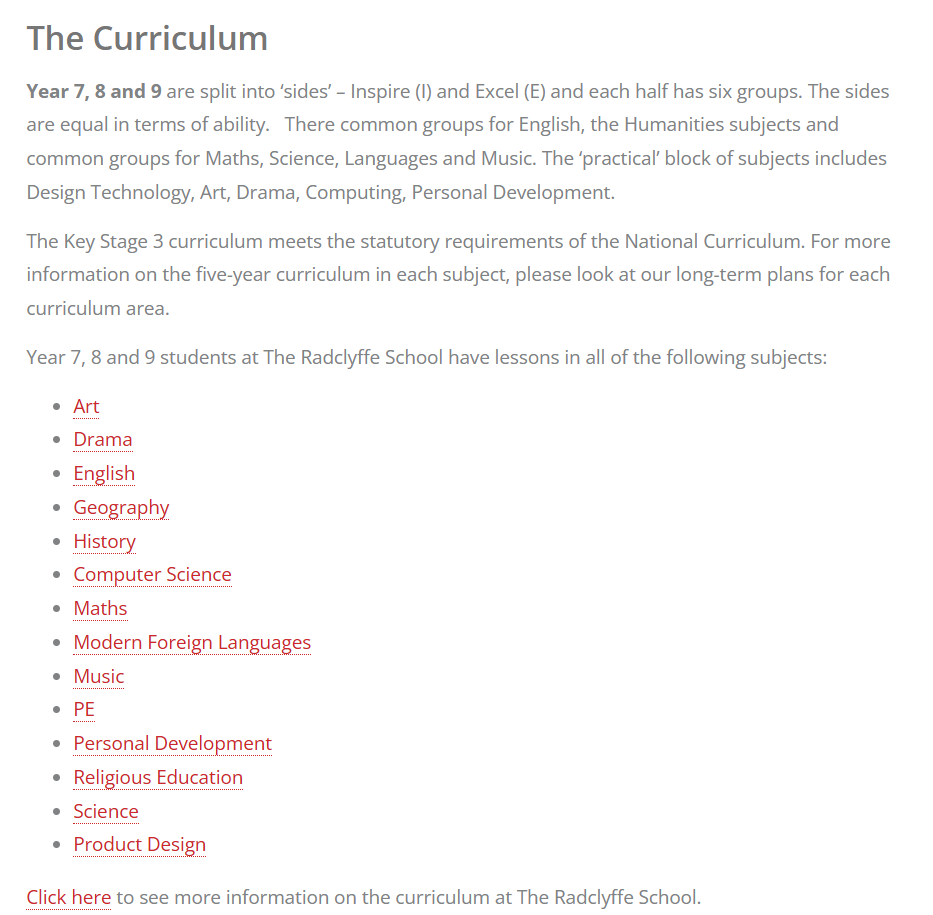 The Curriculum
Year 7, 8 and 9 are split into ‘sides’ – Inspire (I) and Excel (E) and each half has six groups. The sides
are equal in terms of ability.   There common groups for English, the Humanities subjects and
common groups for Maths, Science, Languages and Music. The ‘practical’ block of subjects includes
Design Technology, Art, Drama, Computing, Personal Development.
The Key Stage 3 curriculum meets the statutory requirements of the National Curriculum. For more
information on the five-year curriculum in each subject, please look at our long-term plans for each
curriculum area.
Year 7, 8 and 9 students at The Radclyffe School have lessons in all of the following subjects:
• Art
• Drama
• English
• Geography
• History
• Computer Science
• Maths
• Modern Foreign Languages
• Music
• PE
• Personal Development
• Religious Education
• Science
• Product Design
Click here to see more information on the curriculum at The Radclyffe School.